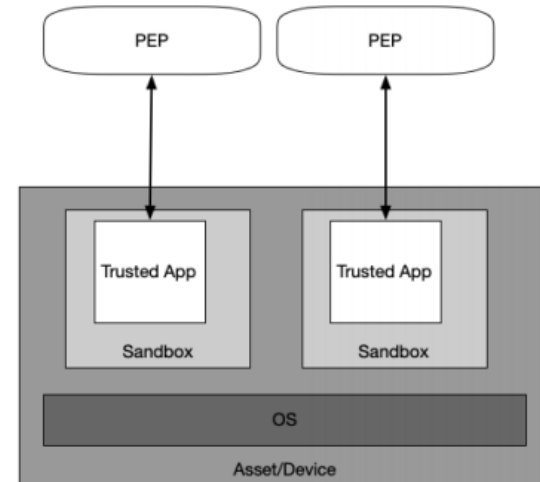 PEP
PEP
Trusted App
Trusted App
Sandbox
Sandbox
OS
Asset/Device